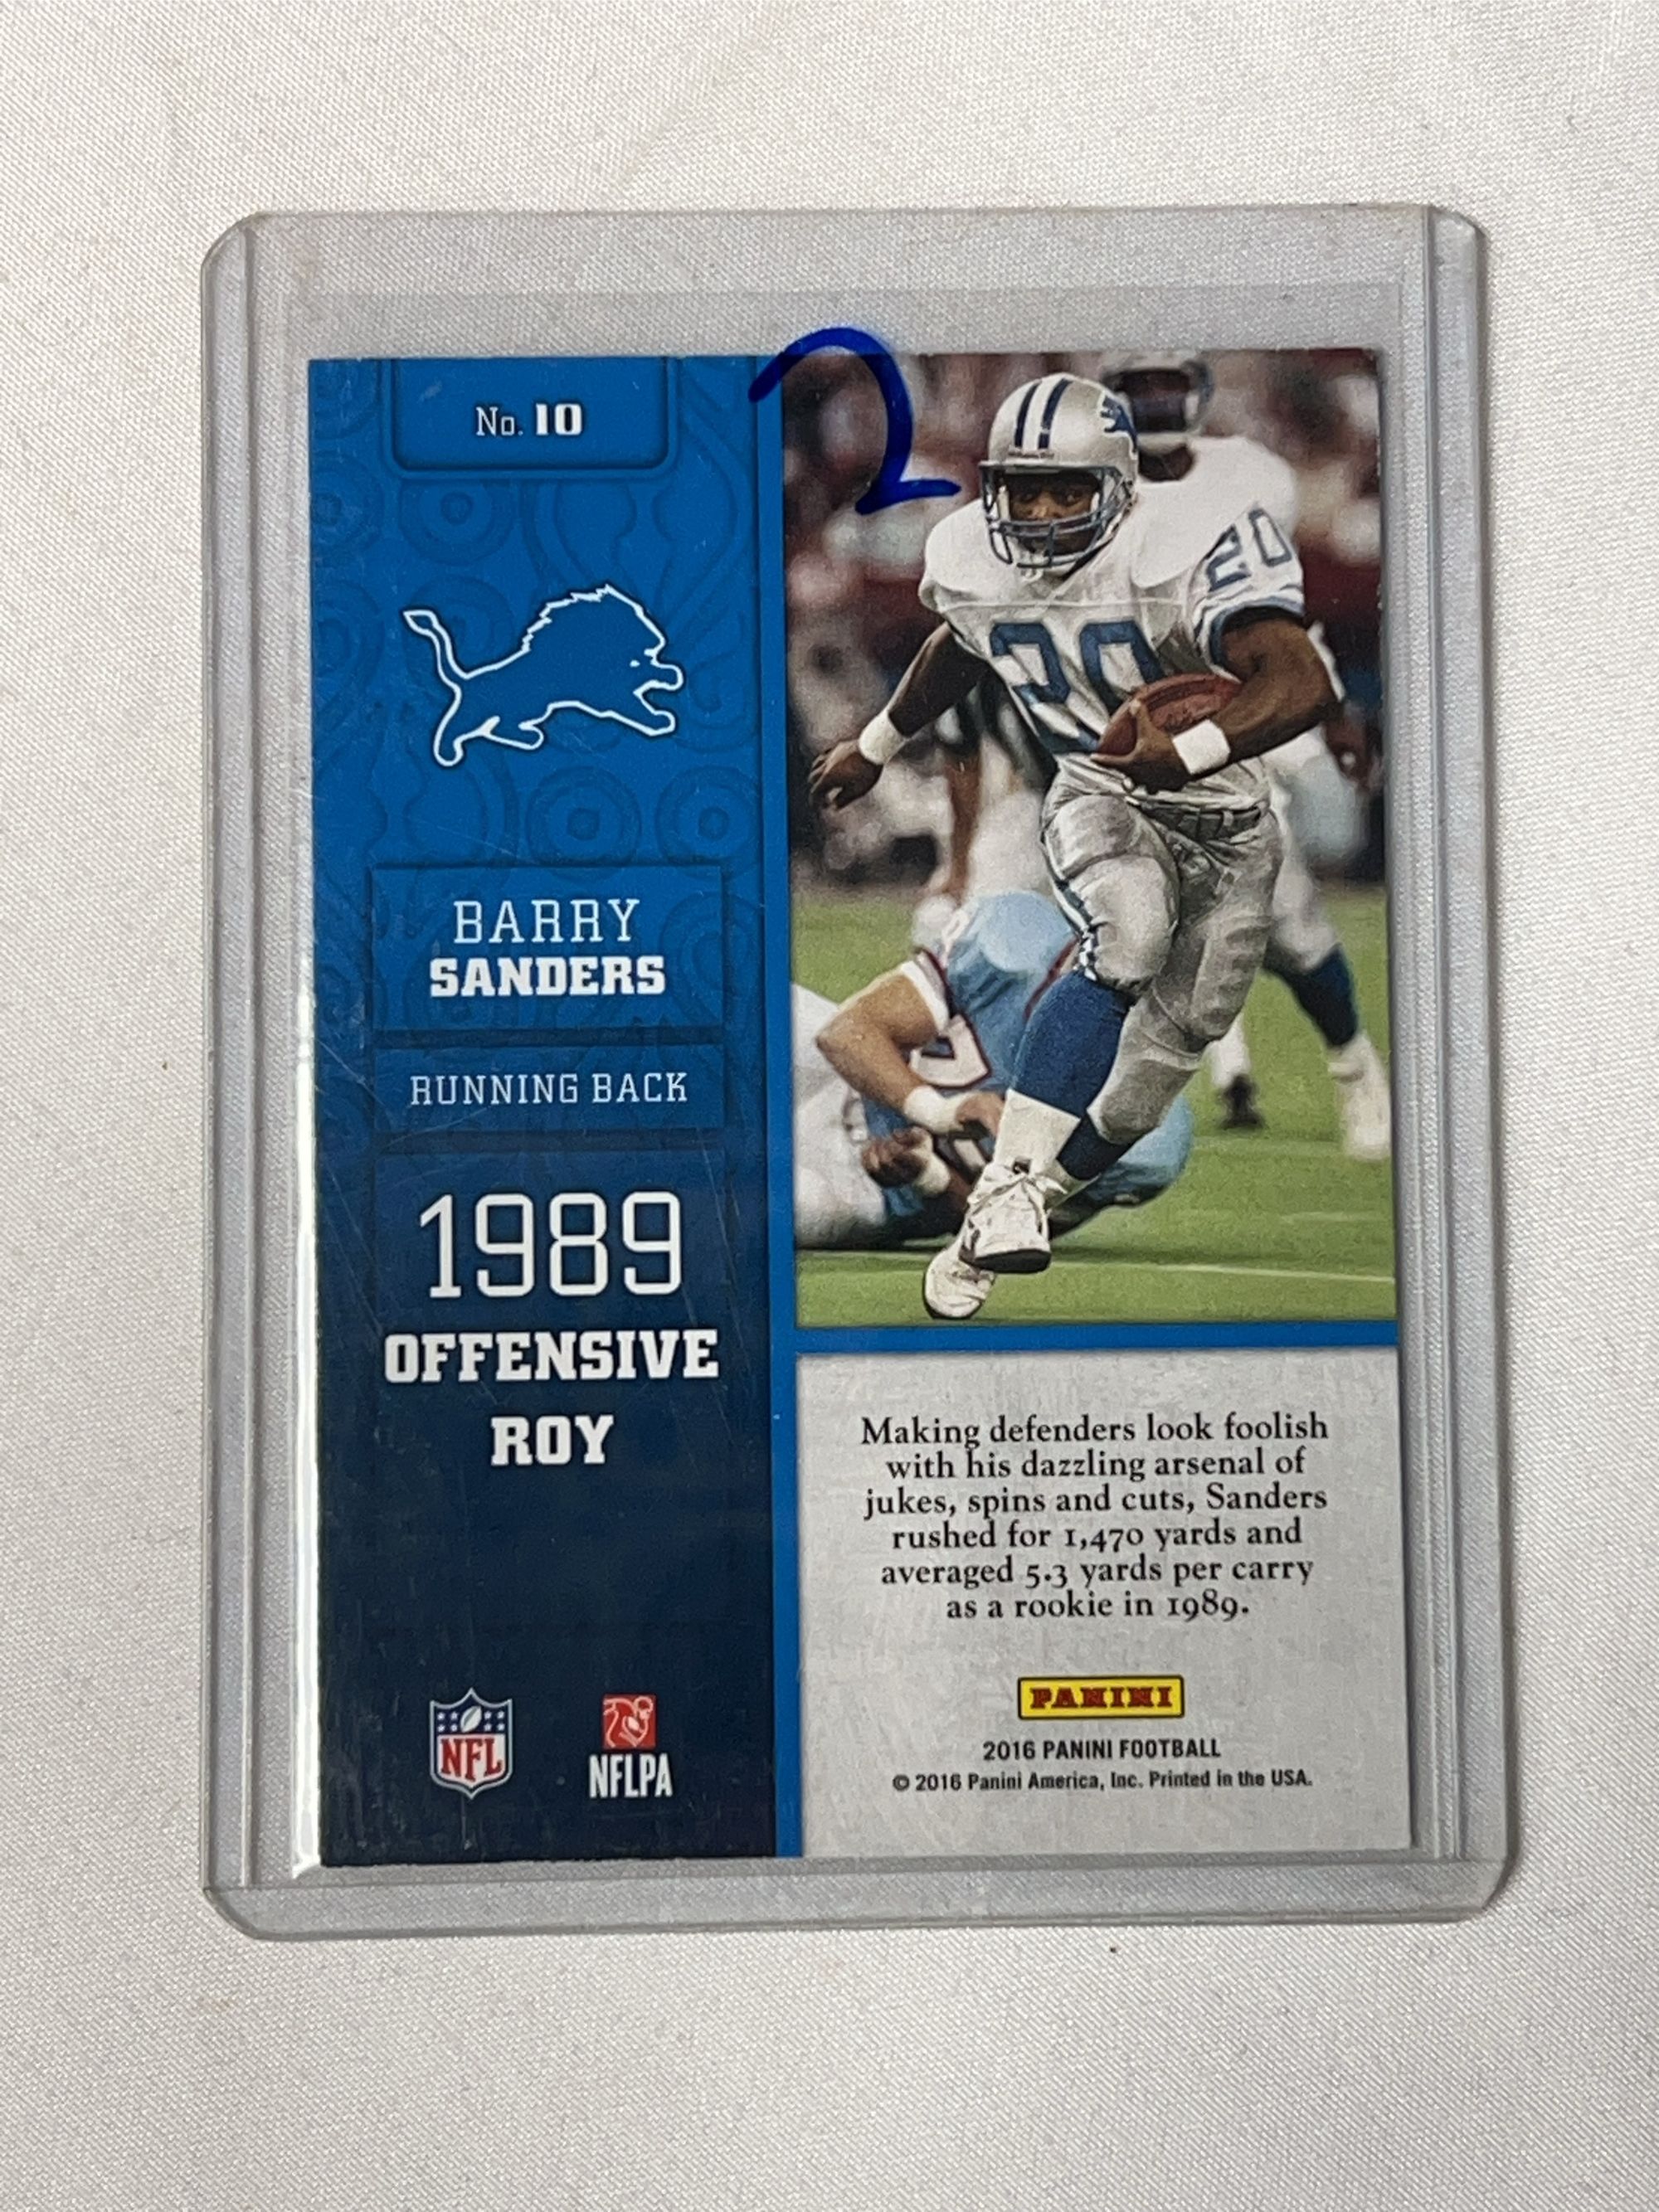 2
No. 10
BARRY
SANDERS
RUNNING BACK
1989
OFFENSIVE
ROY
NFL
NFLPA
20
20
Making defenders look foolish
with his dazzling arsenal of
jukes, spins and cuts, Sanders
rushed for 1,470 yards and
averaged 5.3 yards per carry
as a rookie in 1989.
PANINI
2016 PANINI FOOTBALL
© 2016 Panini America, Inc. Printed in the USA.